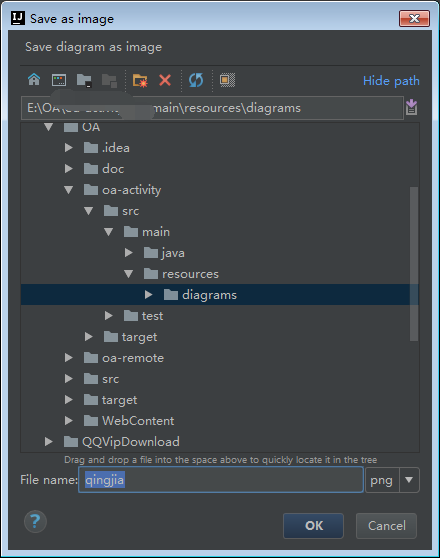 Save as image
Save diagram as image
Hide path
E:\OA\ main\resources\diagrams
OA
.idea
doc
oa-activity
src
main
java
resources
diagrams
test
target
oa-remote
src
target
WebContent
QQVipDownload
Drag and drop a file into the space above to quickly locate it in the tree
File name: qingjia png
? OK Cancel